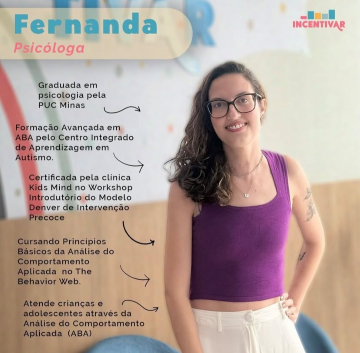 Fernanda
Psicóloga
INCENTIVAR
Graduada em
psicologia pela
PUC Minas
Formação Avançada em
ABA pelo Centro Integrado
de Aprendizagem em
Autismo.
Certificada pela clínica
Kids Mind no Workshop
Introdutório do Modelo
Denver de Intervenção
Precoce
Cursando Princípios
Básicos da Análise do
Comportamento
Aplicada no The
Behavior Web.
Atende crianças e
adolescentes através da
Análise do Comportamento
Aplicada (ABA)